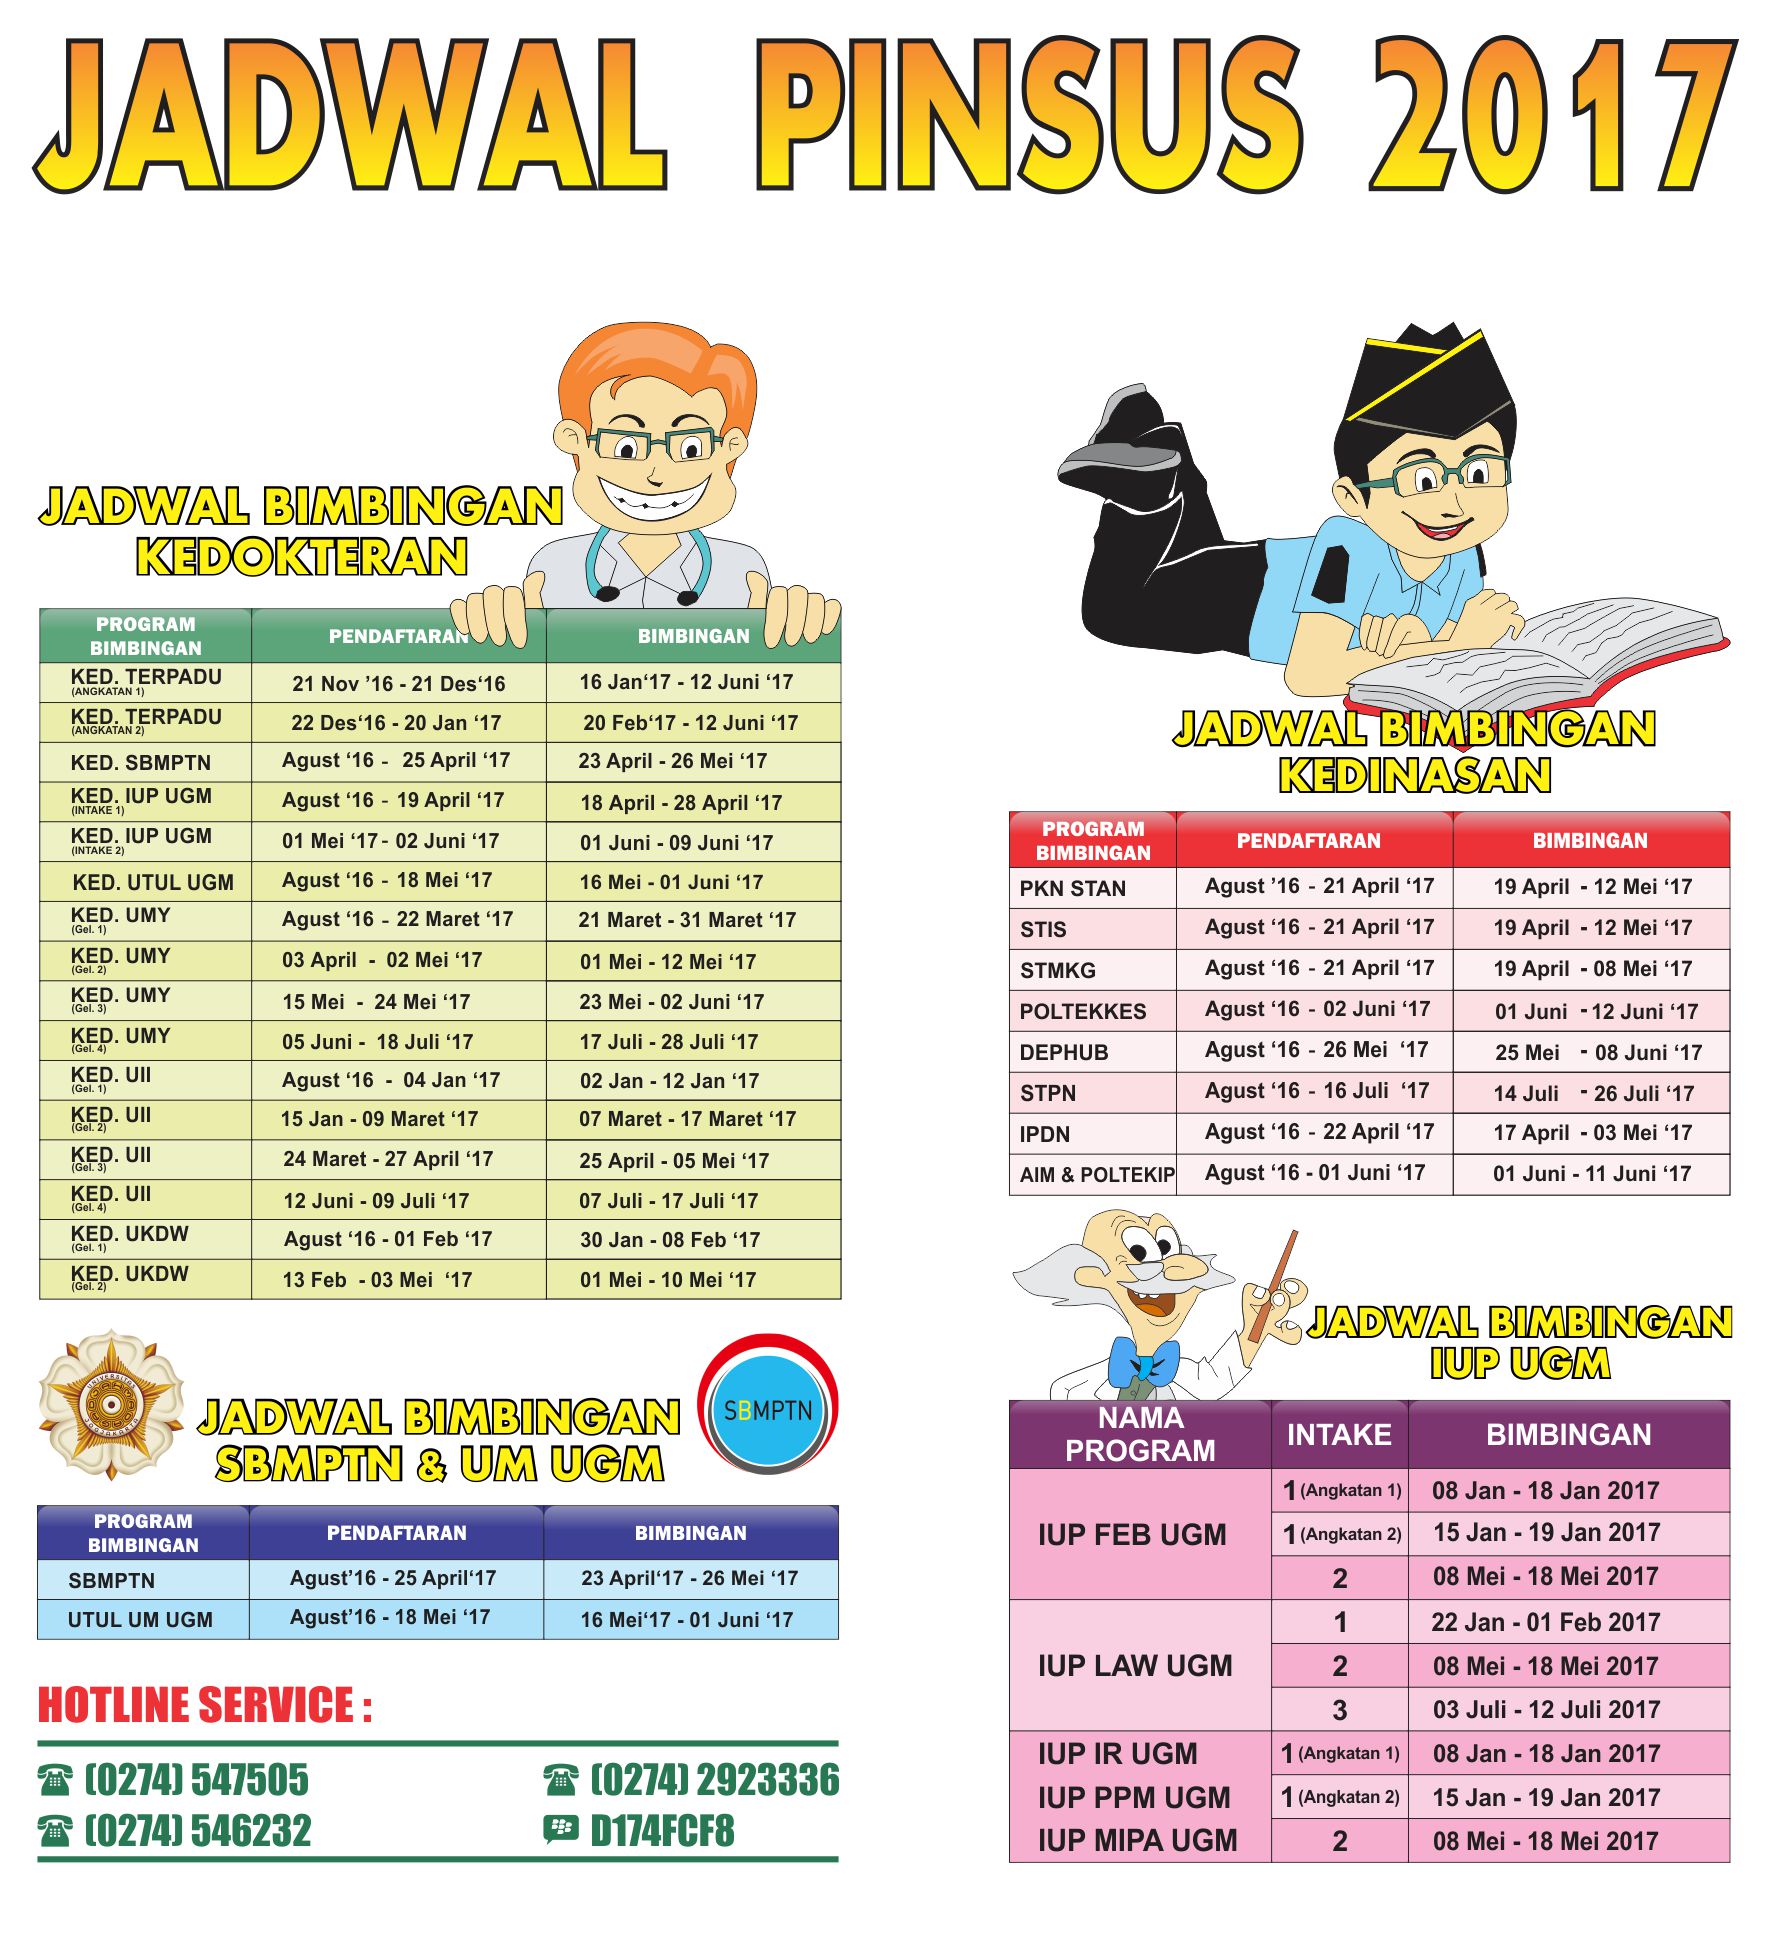 JADWAL PINSUS 2017
JADWAL BIMBINGAN
KEDOKTERAN
PROGRAM
BIMBINGAN
PENDAFTARAN
BIMBINGAN
KED. TERPADU
(ANGKATAN 1)
21 Nov ’16 - 21 Des‘16
16 Jan‘17 - 12 Juni ‘17
KED. TERPADU
(ANGKATAN 2)
22 Des‘16 - 20 Jan ‘17
20 Feb‘17 - 12 Juni ‘17
KED. SBMPTN
Agust ‘16 - 25 April ‘17
23 April - 26 Mei ‘17
KED. IUP UGM
(INTAKE 1)
Agust ‘16 - 19 April ‘17
18 April - 28 April ‘17
KED. IUP UGM
(INTAKE 2)
01 Mei ‘17 - 02 Juni ‘17
01 Juni - 09 Juni ‘17
KED. UTUL UGM
Agust ‘16 - 18 Mei ‘17
16 Mei - 01 Juni ‘17
KED. UMY
(Gel. 1)
Agust ‘16 - 22 Maret ‘17
21 Maret - 31 Maret ‘17
KED. UMY
(Gel. 2)
03 April - 02 Mei ‘17
01 Mei - 12 Mei ‘17
KED. UMY
(Gel. 3)
15 Mei - 24 Mei ‘17
23 Mei - 02 Juni ‘17
KED. UMY
(Gel. 4)
05 Juni - 18 Juli ‘17
17 Juli - 28 Juli ‘17
KED. UII
(Gel. 1)
Agust ‘16 - 04 Jan ‘17
02 Jan - 12 Jan ‘17
KED. UII
(Gel. 2)
15 Jan - 09 Maret ‘17
07 Maret - 17 Maret ‘17
KED. UII
(Gel. 3)
24 Maret - 27 April ‘17
25 April - 05 Mei ‘17
KED. UII
(Gel. 4)
12 Juni - 09 Juli ‘17
07 Juli - 17 Juli ‘17
KED. UKDW
(Gel. 1)
Agust ‘16 - 01 Feb ‘17
30 Jan - 08 Feb ‘17
KED. UKDW
(Gel. 2)
13 Feb - 03 Mei ‘17
01 Mei - 10 Mei ‘17
UNIVERSITAS
JOGJAKARTA
JADWAL BIMBINGAN
SBMPTN & UM UGM
SBMPTN
PROGRAM
BIMBINGAN
PENDAFTARAN
BIMBINGAN
SBMPTN
Agust’16 - 25 April‘17
23 April‘17 - 26 Mei ‘17
UTUL UM UGM
Agust’16 - 18 Mei ‘17
16 Mei‘17 - 01 Juni ‘17
HOTLINE SERVICE :
(0274) 547505
(0274) 2923336
(0274) 546232
D174FCF8
JADWAL BIMBINGAN
KEDINASAN
PROGRAM
BIMBINGAN
PENDAFTARAN
BIMBINGAN
PKN STAN
Agust ’16 - 21 April ‘17
19 April - 12 Mei ‘17
STIS
Agust ‘16 - 21 April ‘17
19 April - 12 Mei ‘17
STMKG
Agust ‘16 - 21 April ‘17
19 April - 08 Mei ‘17
POLTEKKES
Agust ‘16 - 02 Juni ‘17
01 Juni - 12 Juni ‘17
DEPHUB
Agust ‘16 - 26 Mei ‘17
25 Mei - 08 Juni ‘17
STPN
Agust ‘16 - 16 Juli ‘17
14 Juli - 26 Juli ‘17
IPDN
Agust ‘16 - 22 April ‘17
17 April - 03 Mei ‘17
AIM & POLTEKIP
Agust ‘16 - 01 Juni ‘17
01 Juni - 11 Juni ‘17
JADWAL BIMBINGAN
IUP UGM
NAMA
PROGRAM
INTAKE
BIMBINGAN
IUP FEB UGM
1 (Angkatan 1)
08 Jan - 18 Jan 2017
1 (Angkatan 2)
15 Jan - 19 Jan 2017
2
08 Mei - 18 Mei 2017
IUP LAW UGM
1
22 Jan - 01 Feb 2017
2
08 Mei - 18 Mei 2017
3
03 Juli - 12 Juli 2017
IUP IR UGM
1 (Angkatan 1)
08 Jan - 18 Jan 2017
IUP PPM UGM
1 (Angkatan 2)
15 Jan - 19 Jan 2017
IUP MIPA UGM
2
08 Mei - 18 Mei 2017